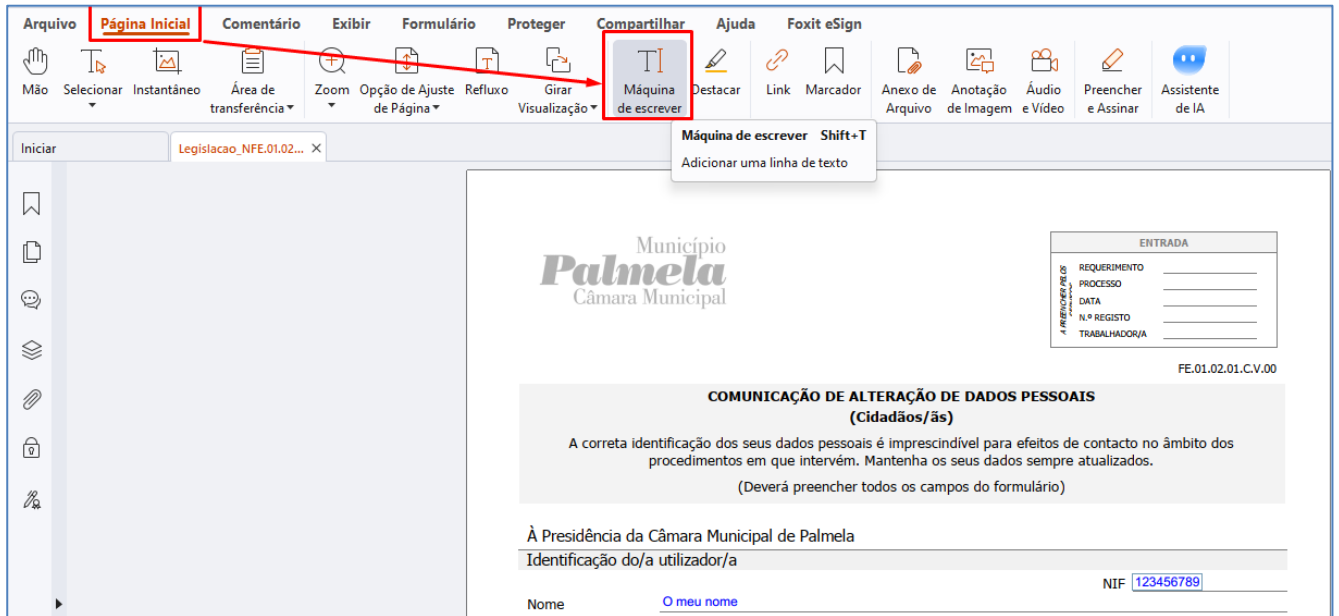 Arquivo Página Inicial Comentário Exibir Formulário Proteger Compartilhar Ajuda Foxit eSign
Mão Selecionar Instantâneo Área de transferência Zoom Opção de Ajuste de Página Refluxo Girar Visualização Máquina de escrever Destacar Link Marcador Anexo de Arquivo Anotação de Imagem Áudio e Vídeo Preencher e Assinar Assistente de IA
Máquina de escrever Shift+T
Adicionar uma linha de texto
Iniciar Legislacao_NFE.01.02...
Município
Palmela
Câmara Municipal
ENTRADA
A PREENCHER PELOS
REQUERIMENTO
PROCESSO
DATA
N.º REGISTO
TRABALHADOR/A
FE.01.02.01.C.V.00
COMUNICAÇÃO DE ALTERAÇÃO DE DADOS PESSOAIS
(Cidadãos/ãs)
A correta identificação dos seus dados pessoais é imprescindível para efeitos de contacto no âmbito dos
procedimentos em que intervém. Mantenha os seus dados sempre atualizados.
(Deverá preencher todos os campos do formulário)
À Presidência da Câmara Municipal de Palmela
Identificação do/a utilizador/a
NIF 123456789
Nome O meu nome